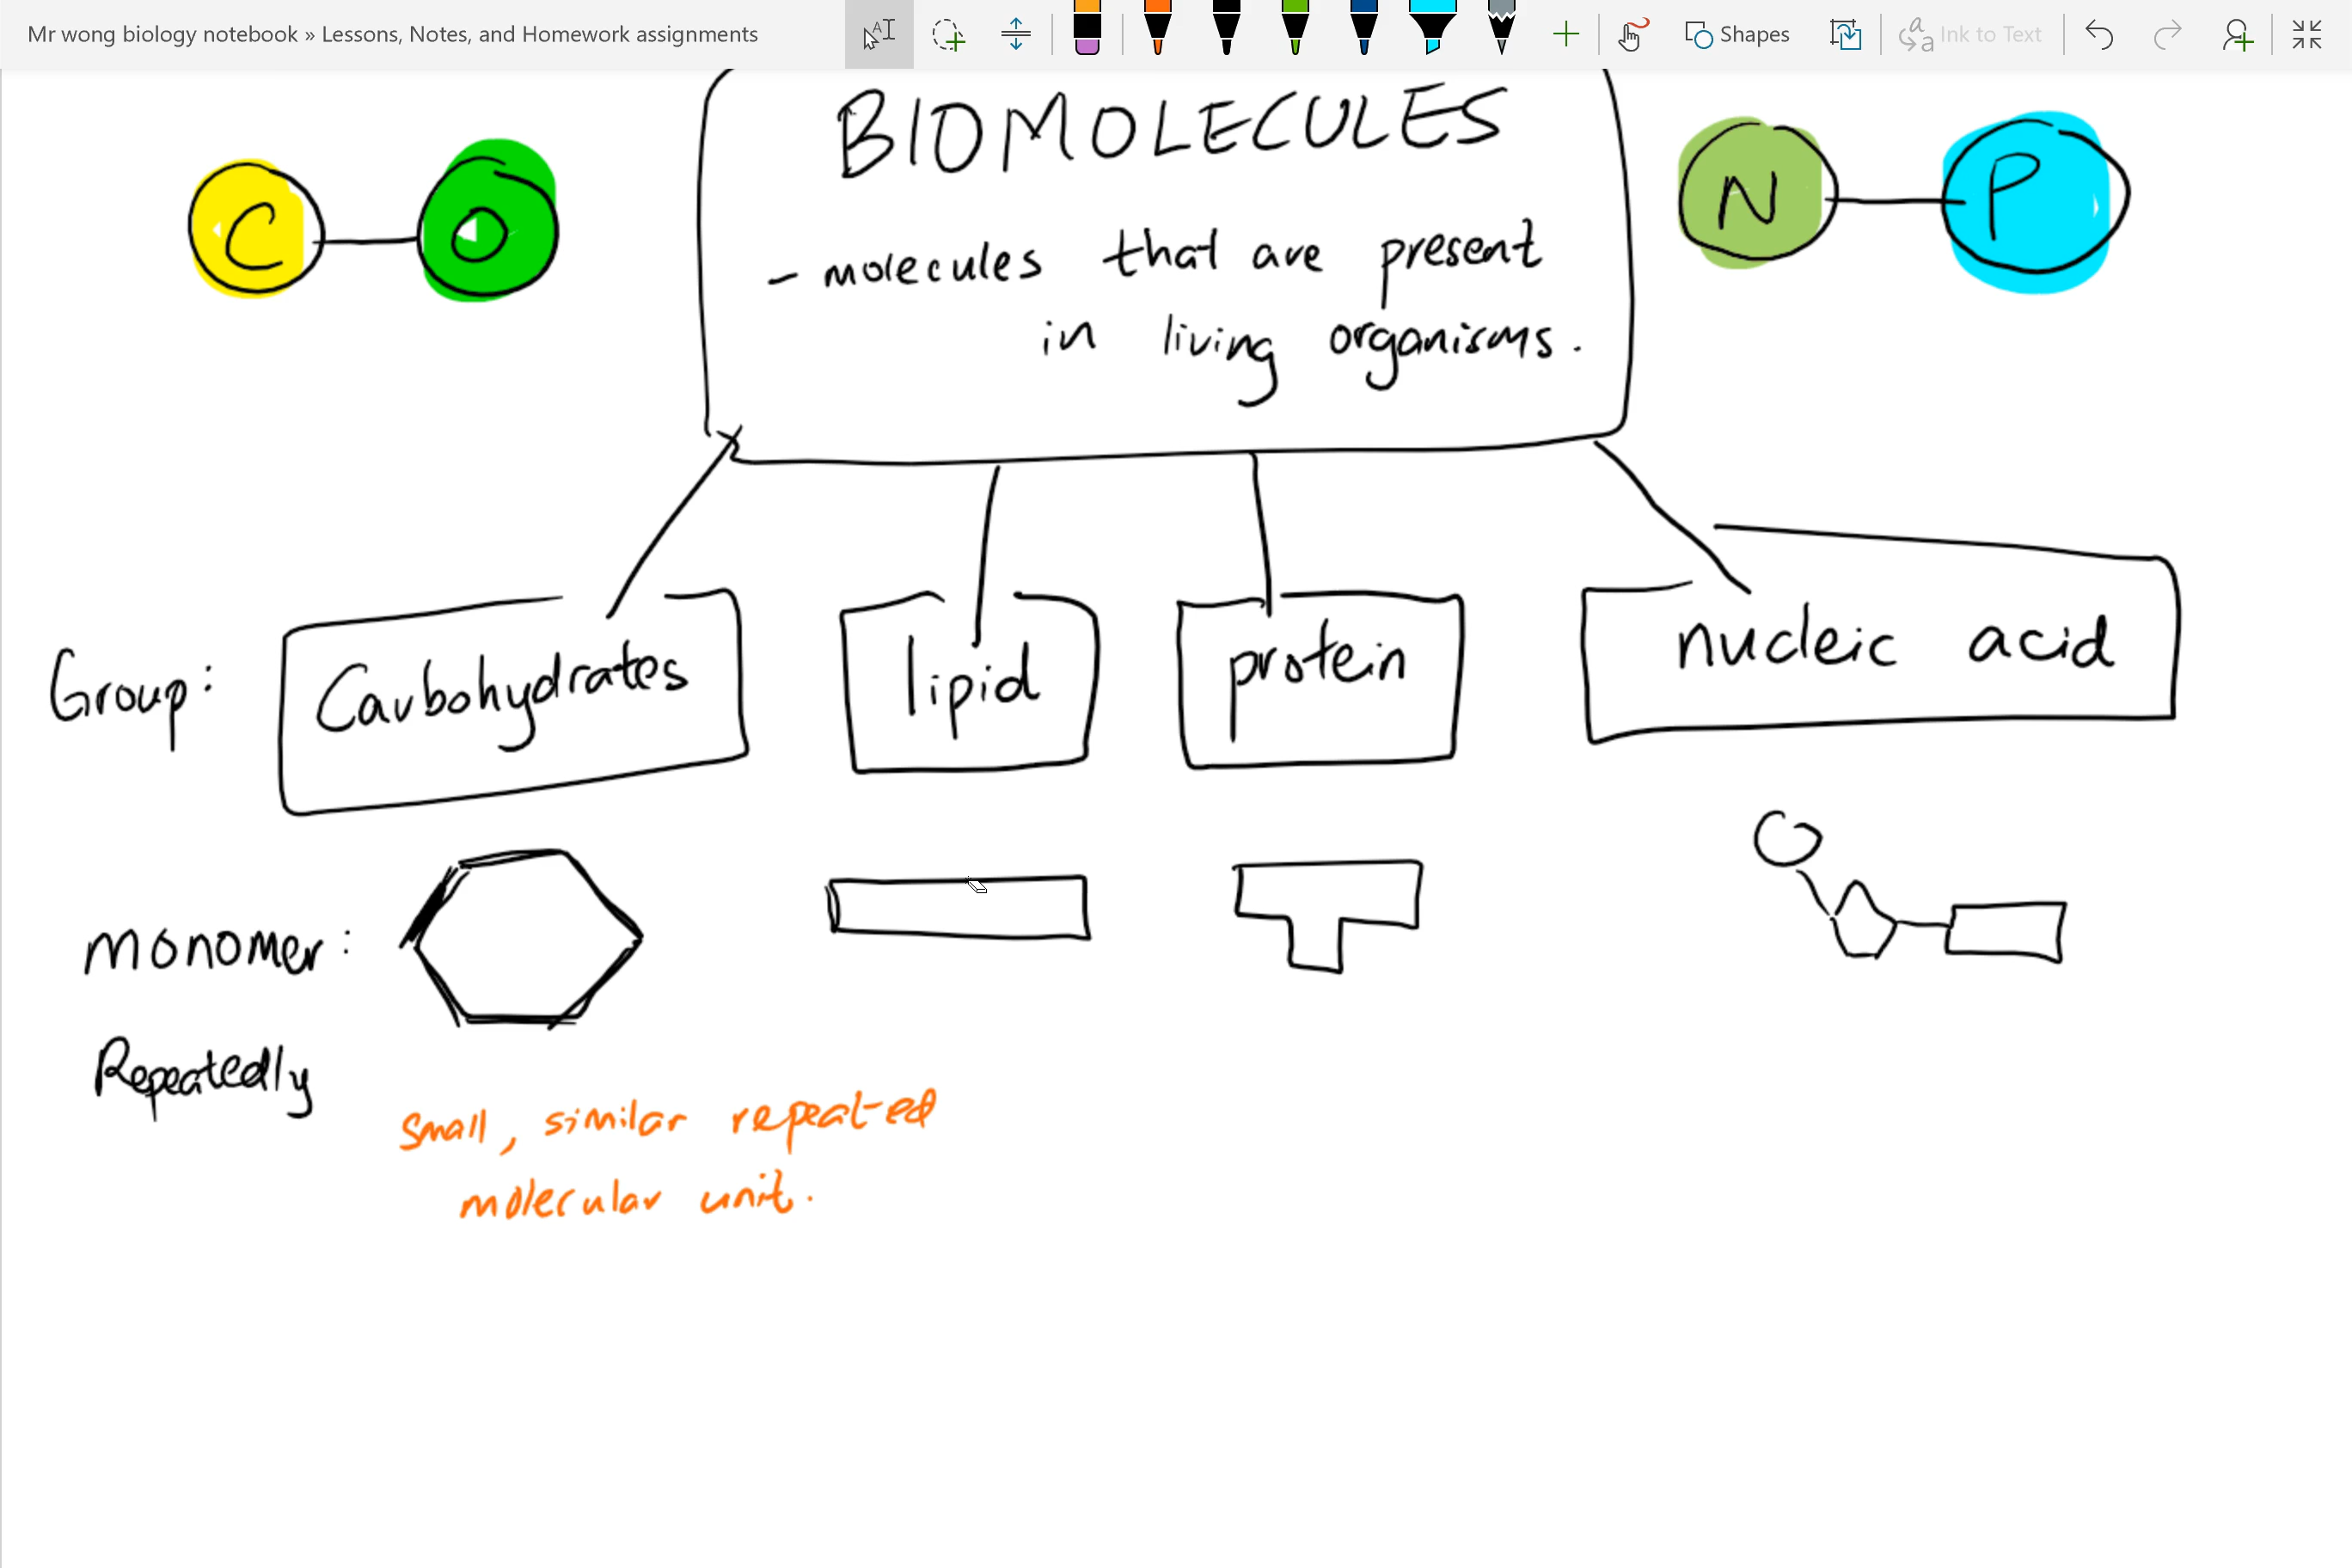 Mr wong biology notebook » Lessons, Notes, and Homework assignments
Shapes
Ink to Text
BIOMOLECULES
- molecules that are present
in living organisms.
C O
N P
Group: Carbohydrates lipid protein nucleic acid
monomer:
Repeatedly
small, similar repeated
molecular unit.